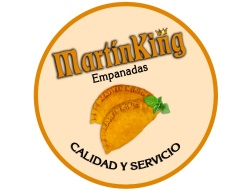 MartinKing
Empanadas
CALIDAD Y SERVICIO